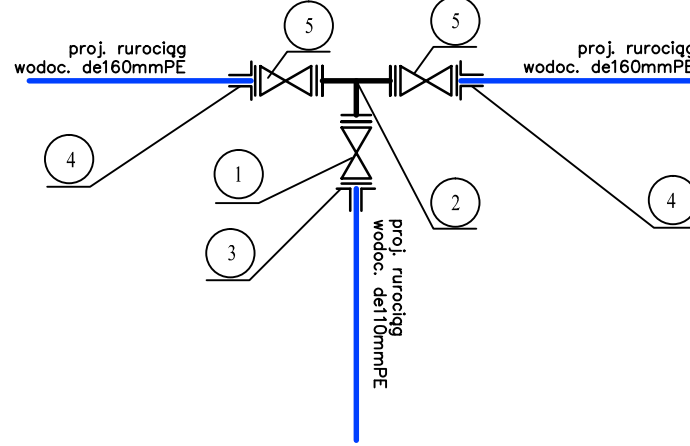 5
5
proj. rurociąg
wodoc. de160mmPE
proj. rurociąg
wodoc. de160mmPE
4
1
2
4
3
proj. rurociąg
wodoc. de110mmPE